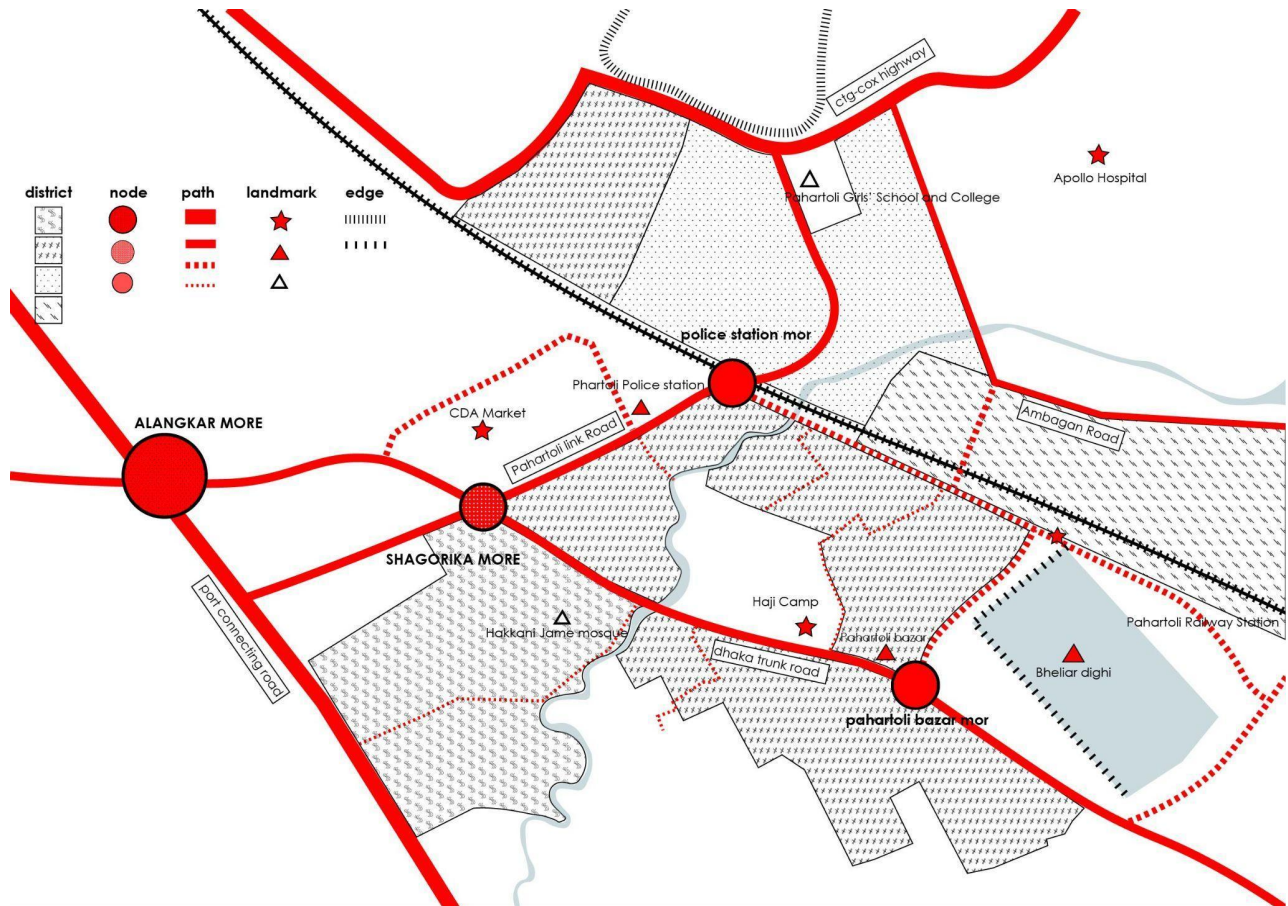 ctg-cox highway
Apollo Hospital
Pahartoli Girls' School and College
district node path landmark edge
police station mor
Phartoli Police station
CDA Market
ALANGKAR MORE
Pahartoli link Road
Ambagan Road
SHAGORIKA MORE
port connecting road
Hakkani Jame mosque
Haji Camp
Pahartoli bazar
dhaka trunk road
Pahartoli Railway Station
Bheliar dighi
pahartoli bazar mor